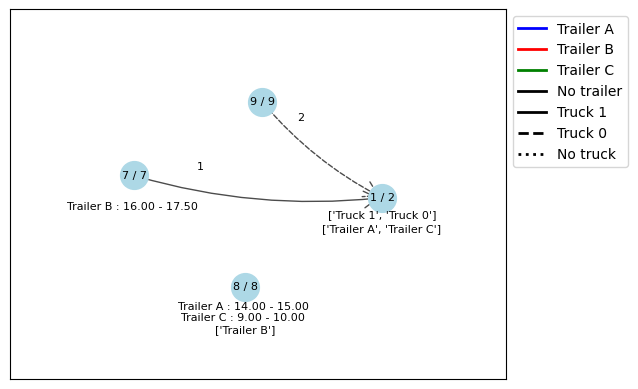 Trailer A
Trailer B
Trailer C
No trailer
Truck 1
Truck 0
No truck
9 / 9
2
1
7 / 7
1 / 2
Trailer B : 16.00 - 17.50
['Truck 1', 'Truck 0']
['Trailer A', 'Trailer C']
8 / 8
Trailer A : 14.00 - 15.00
Trailer C : 9.00 - 10.00
['Trailer B']